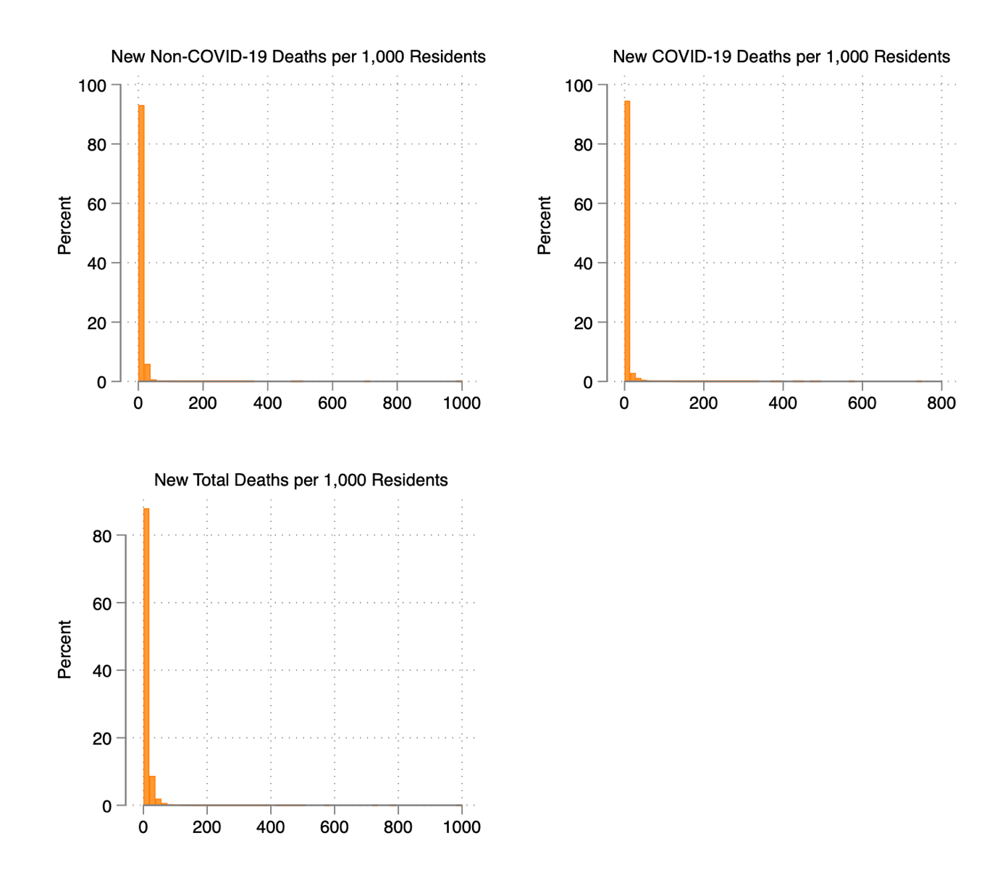 New Non-COVID-19 Deaths per 1,000 Residents
100
80
60
40
20
0
Percent
0 200 400 600 800 1000
New COVID-19 Deaths per 1,000 Residents
100
80
60
40
20
0
Percent
0 200 400 600 800
New Total Deaths per 1,000 Residents
80
60
40
20
0
Percent
0 200 400 600 800 1000